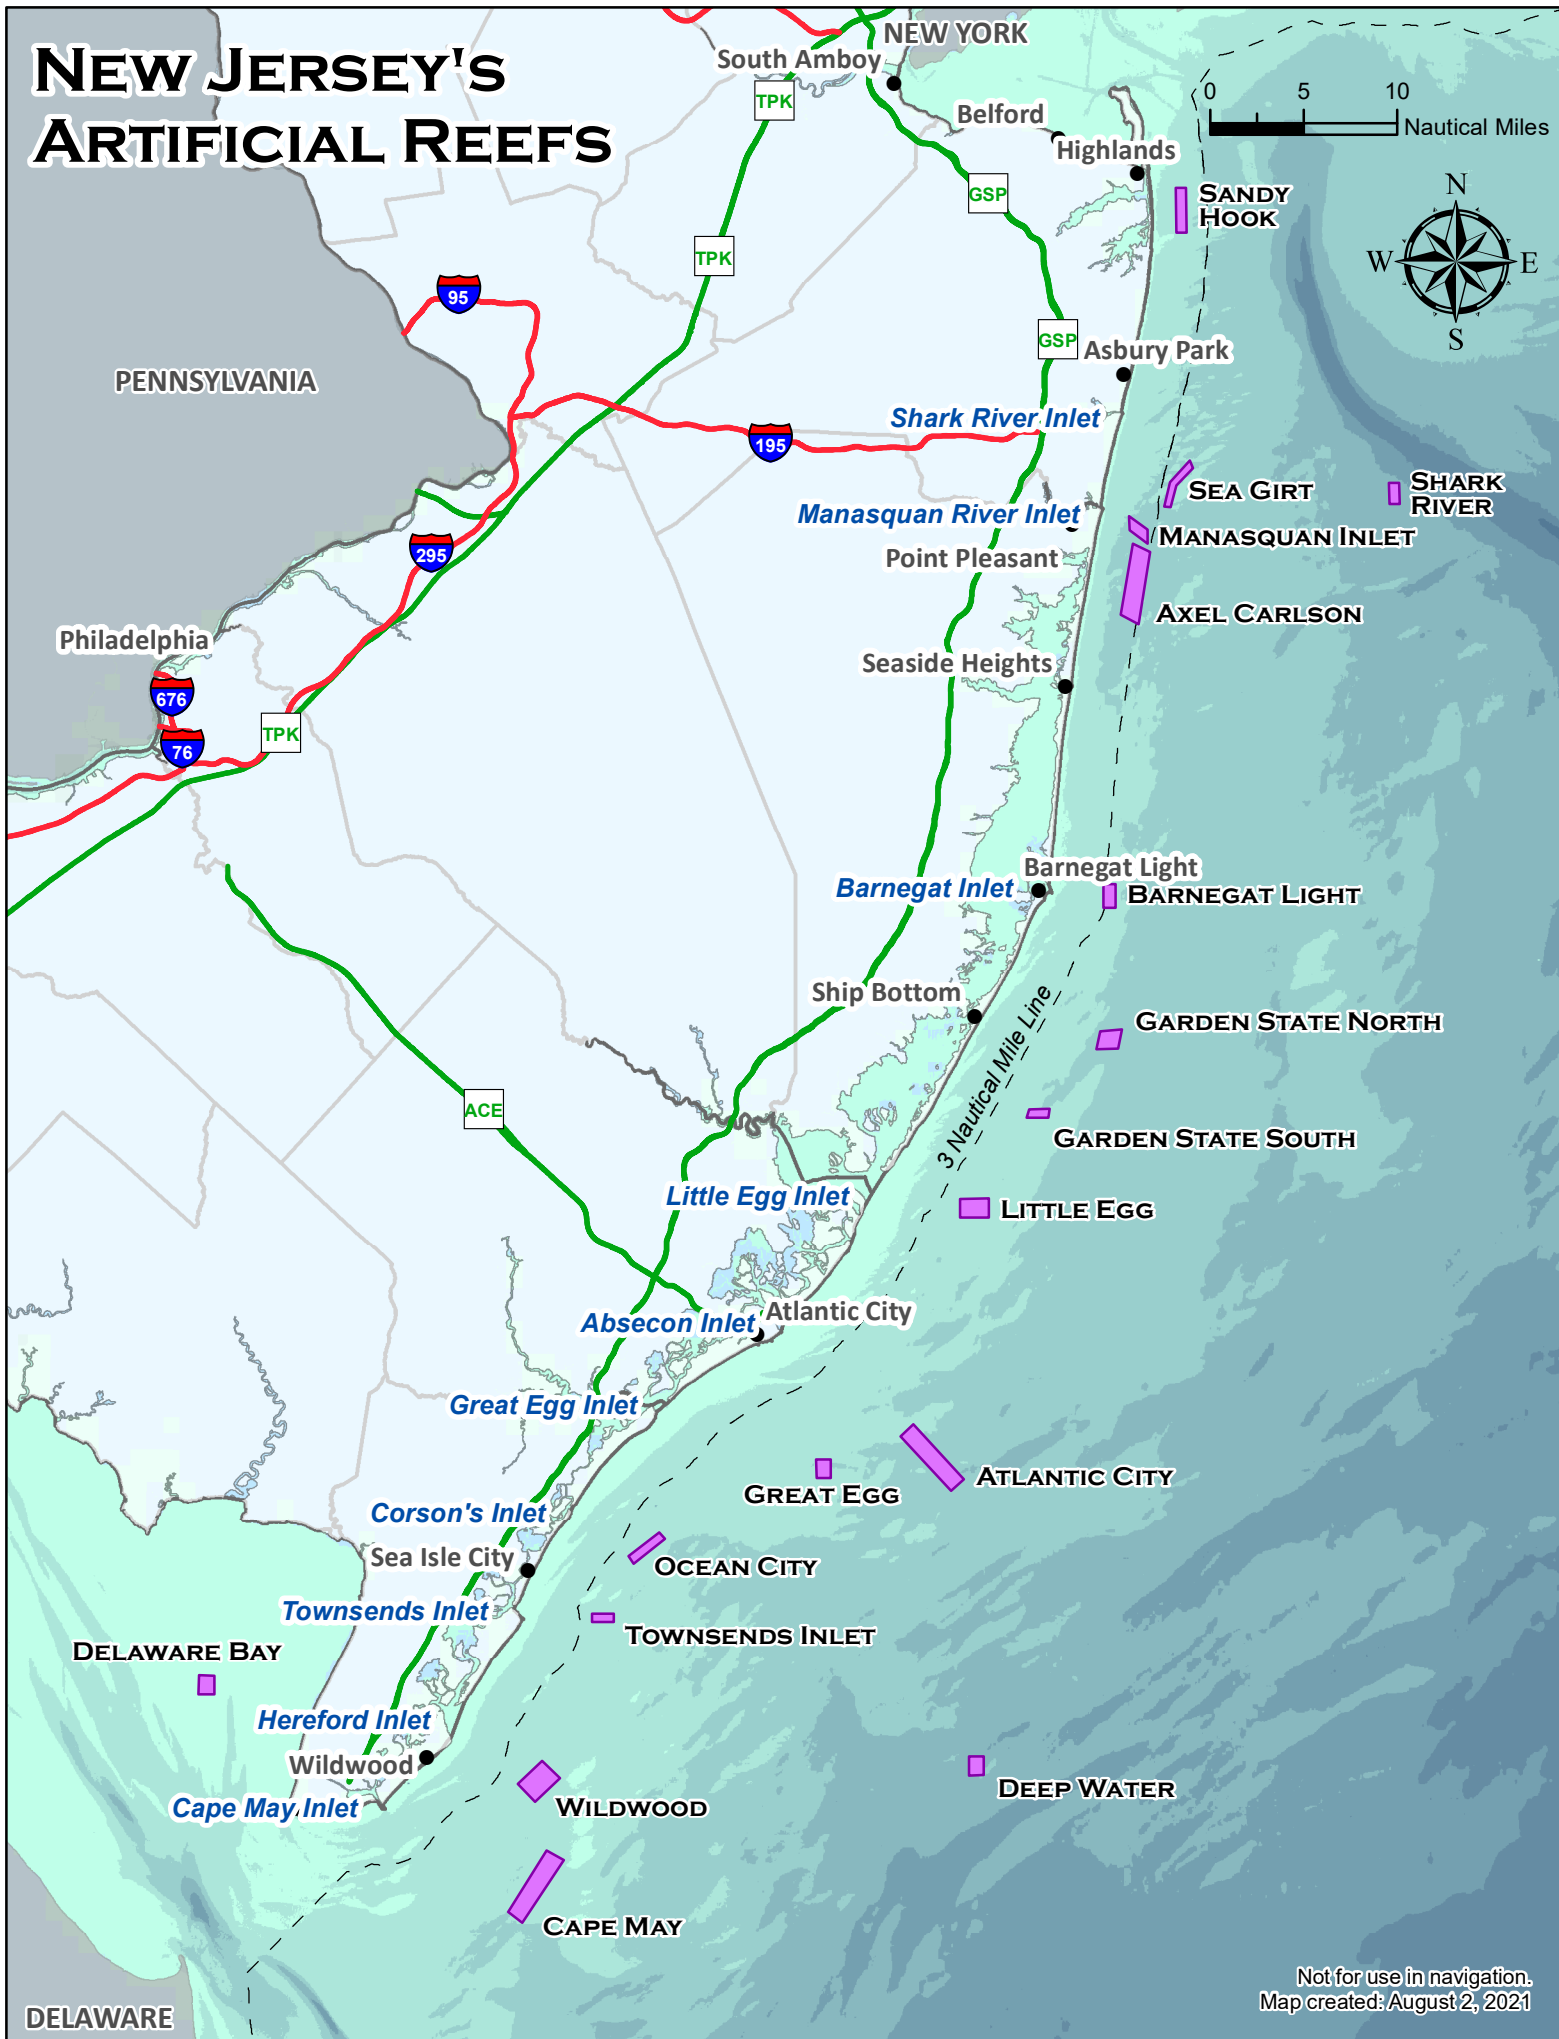 NEW JERSEY'S
ARTIFICIAL REEFS
NEW YORK
South Amboy
0 5 10
Nautical Miles
TPK
Belford
Highlands
GSP
SANDY
HOOK
N
W E
S
TPK
95
GSP
Asbury Park
PENNSYLVANIA
Shark River Inlet
195
SEA GIRT
SHARK
RIVER
Manasquan River Inlet
MANASQUAN INLET
295
Point Pleasant
AXEL CARLSON
Philadelphia
Seaside Heights
676
TPK
76
Barnegat Light
Barnegat Inlet
BARNEGAT LIGHT
Ship Bottom
3 Nautical Mile Line
GARDEN STATE NORTH
ACE
GARDEN STATE SOUTH
Little Egg Inlet
LITTLE EGG
Atlantic City
Absecon Inlet
Great Egg Inlet
ATLANTIC CITY
GREAT EGG
Corson's Inlet
Sea Isle City
OCEAN CITY
Townsends Inlet
TOWNSENDS INLET
DELAWARE BAY
Hereford Inlet
Wildwood
DEEP WATER
Cape May Inlet
WILDWOOD
CAPE MAY
Not for use in navigation.
Map created: August 2, 2021
DELAWARE